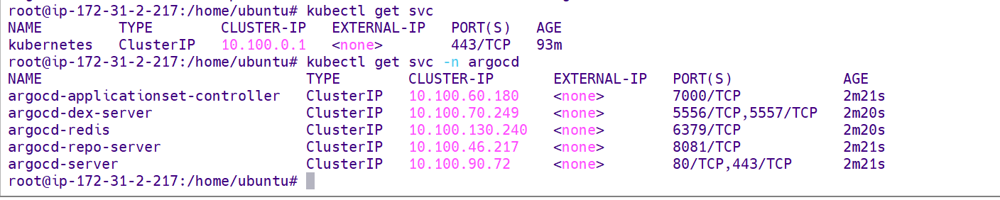 root@ip-172-31-2-217:/home/ubuntu# kubectl get svc
NAME         TYPE        CLUSTER-IP   EXTERNAL-IP   PORT(S)   AGE
kubernetes   ClusterIP   10.100.0.1   <none>        443/TCP   93m
root@ip-172-31-2-217:/home/ubuntu# kubectl get svc -n argocd
NAME                               TYPE        CLUSTER-IP       EXTERNAL-IP   PORT(S)             AGE
argocd-applicationset-controller   ClusterIP   10.100.60.180    <none>        7000/TCP            2m21s
argocd-dex-server                  ClusterIP   10.100.70.249    <none>        5556/TCP,5557/TCP   2m20s
argocd-redis                       ClusterIP   10.100.130.240   <none>        6379/TCP            2m20s
argocd-repo-server                 ClusterIP   10.100.46.217    <none>        8081/TCP            2m21s
argocd-server                      ClusterIP   10.100.90.72     <none>        80/TCP,443/TCP      2m21s
root@ip-172-31-2-217:/home/ubuntu#